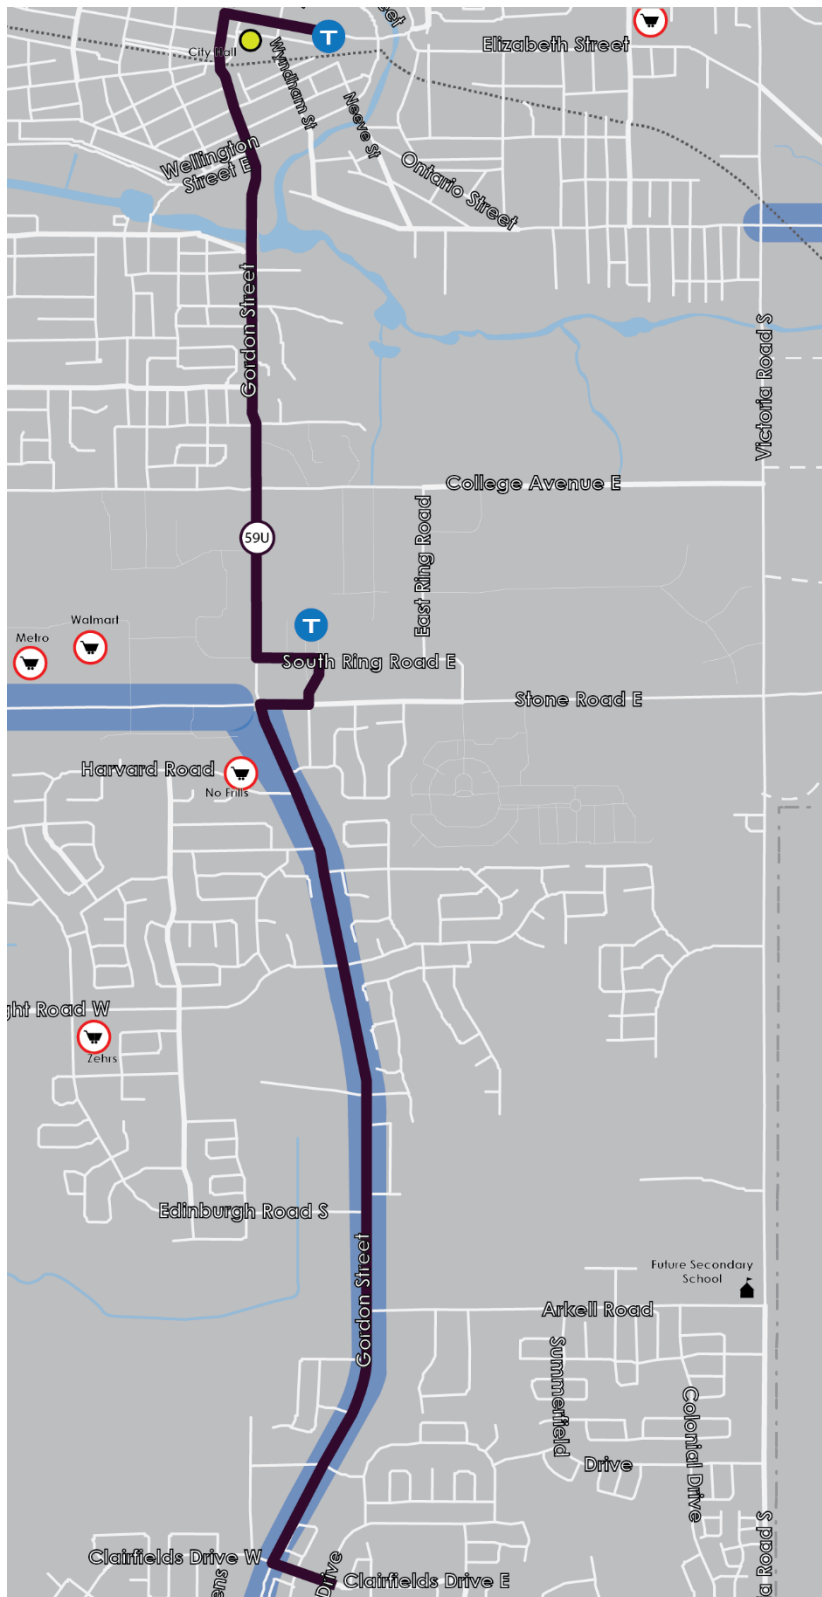 Street
Elizabeth Street
City Hall
T
Wyndham St
Neeve St
Wellington
Street E
Ontario Street
Gordon Street
Victoria Road S
College Avenue E
East Ring Road
59U
T
Walmart
Metro
South Ring Road E
Stone Road E
Harvard Road
No Frills
ght Road W
Zehrs
Edinburgh Road S
Gordon Street
Future Secondary
School
Arkell Road
Summerfield
Drive
Colonial Drive
Clairfields Drive W
Clairfields Drive E
Drive
ens
a Road S